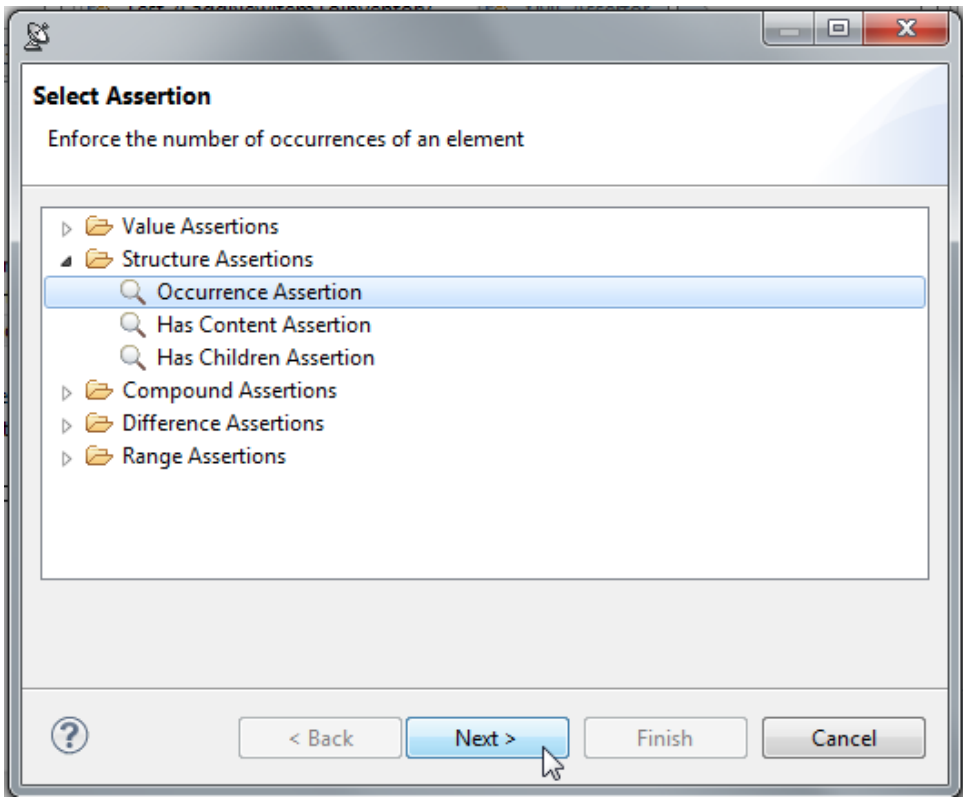 Select Assertion
Enforce the number of occurrences of an element
Value Assertions
Structure Assertions
Occurrence Assertion
Has Content Assertion
Has Children Assertion
Compound Assertions
Difference Assertions
Range Assertions
?
< Back
Next >
Finish
Cancel